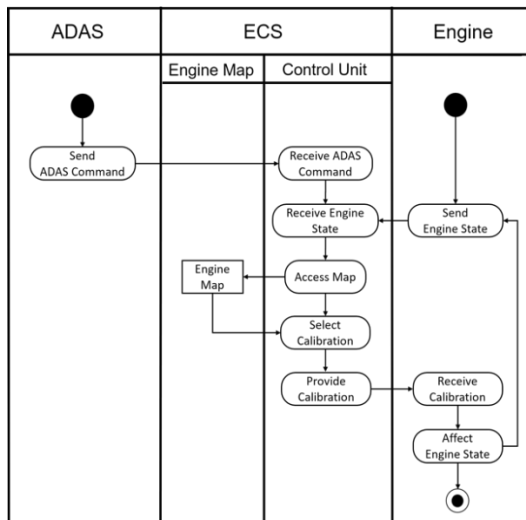 ADAS
ECS
Engine
Engine Map
Control Unit
Send
ADAS Command
Receive ADAS
Command
Receive Engine
State
Send
Engine State
Engine
Map
Access Map
Select
Calibration
Provide
Calibration
Receive
Calibration
Affect
Engine State